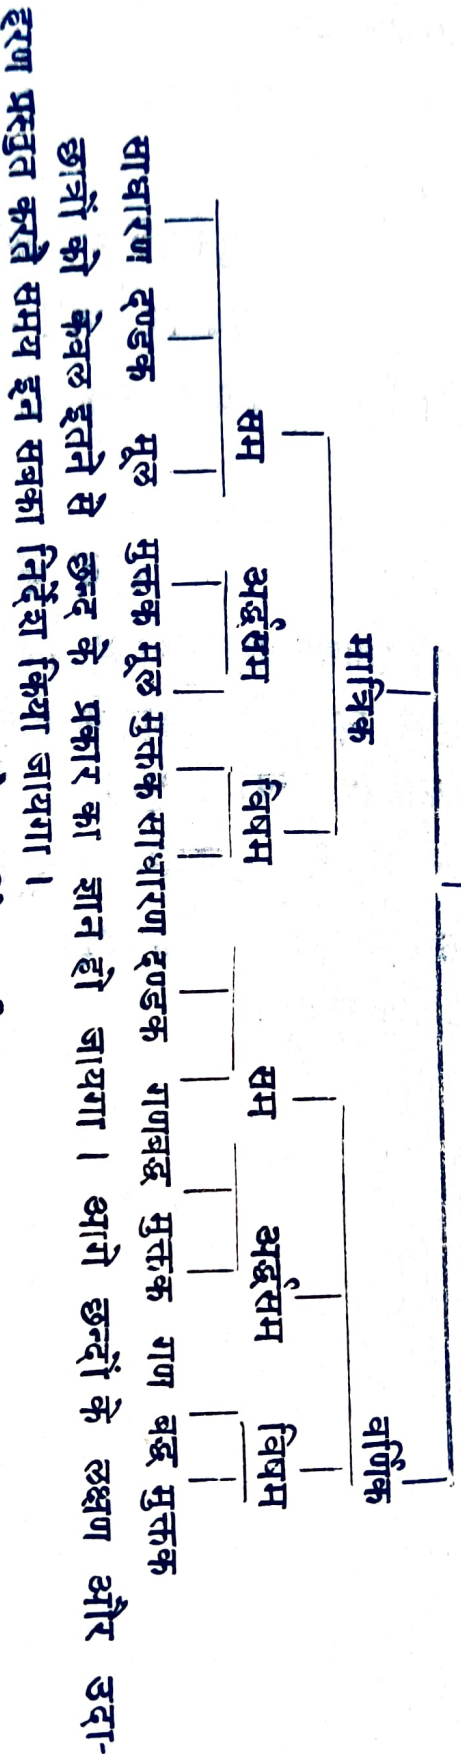 मात्रिक वर्णिक
सम अर्द्धसम विषम सम अर्द्धसम विषम
साधारण दण्डक मूल मुक्तक मूल मुक्तक साधारण दण्डक गणबद्ध मुक्तक गण बद्ध मुक्तक
छात्रों को केवल इतने से छन्द के प्रकार का ज्ञान हो जायगा । आगे छन्दों के लक्षण और उदा-
हरण प्रस्तुत करते समय इन सबका निर्देश किया जायगा ।